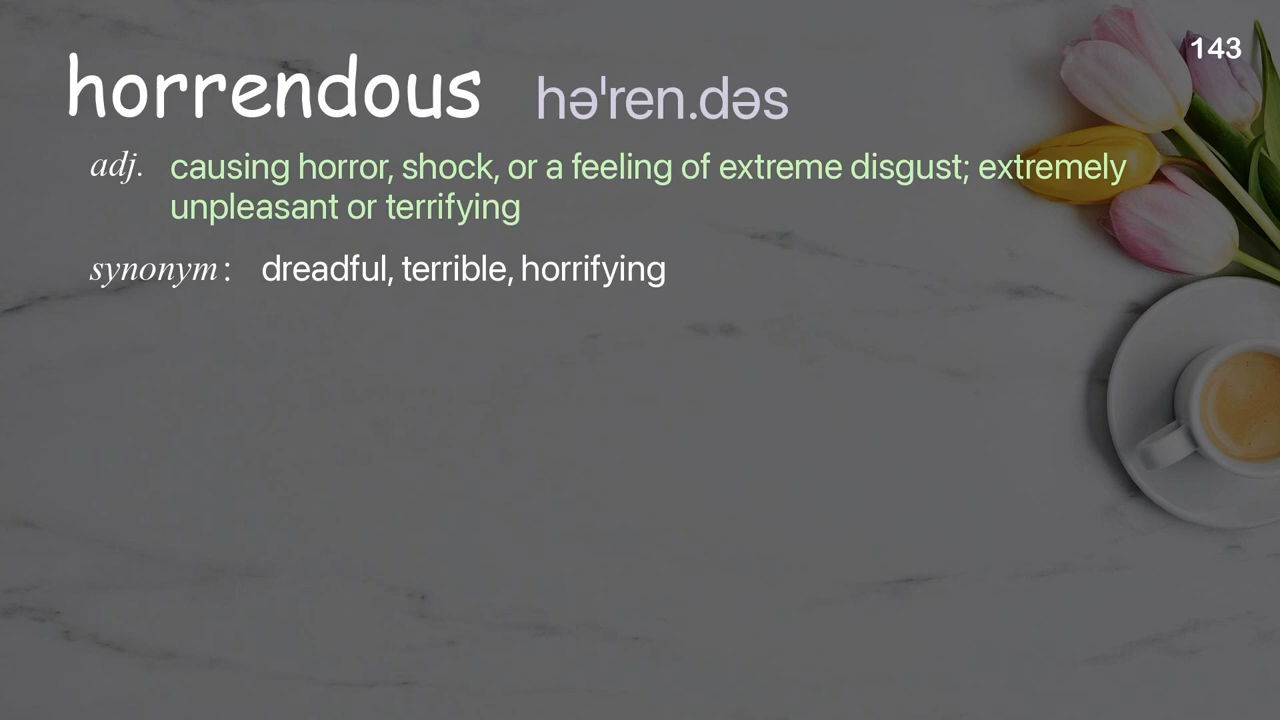 143
horrendous həˈren.dəs
adj. causing horror, shock, or a feeling of extreme disgust; extremely
unpleasant or terrifying
synonym: dreadful, terrible, horrifying